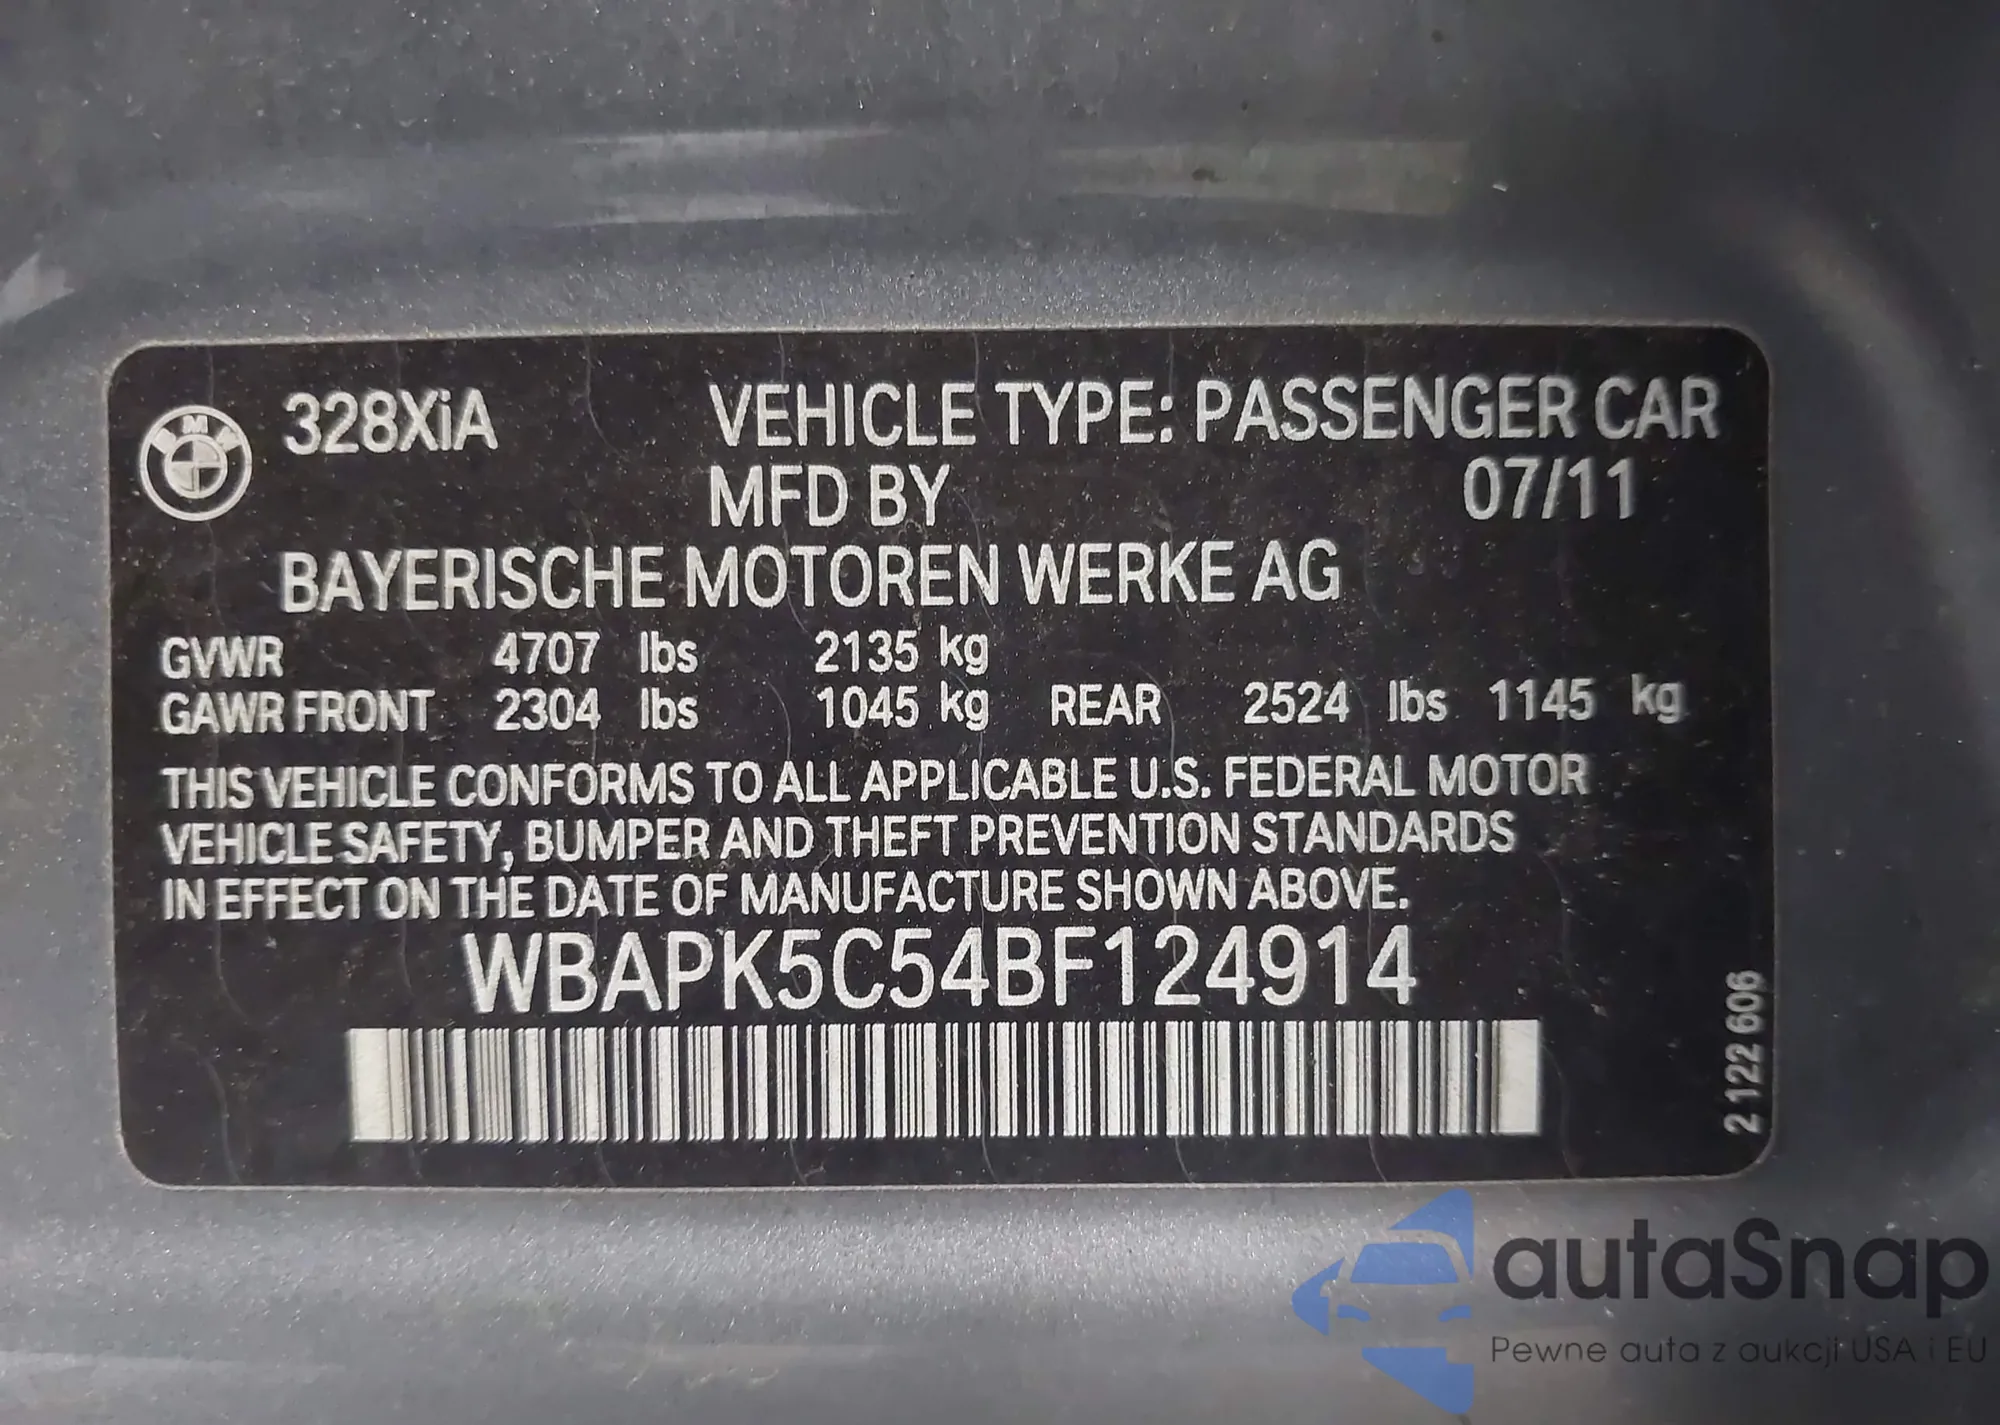 BMW 328XiA VEHICLE TYPE: PASSENGER CAR
MFD BY 07/11
BAYERISCHE MOTOREN WERKE AG
GVWR 4707 lbs 2135 kg
GAWR FRONT 2304 lbs 1045 kg REAR 2524 lbs 1145 kg
THIS VEHICLE CONFORMS TO ALL APPLICABLE U.S. FEDERAL MOTOR
VEHICLE SAFETY, BUMPER AND THEFT PREVENTION STANDARDS
IN EFFECT ON THE DATE OF MANUFACTURE SHOWN ABOVE.
WBAPK5C54BF124914
2 122 606
autaSnap
Pewne auta z aukcji USA i EU